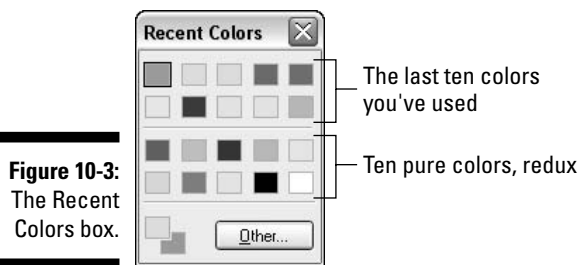 Recent Colors
The last ten colors
you've used
Ten pure colors, redux
Figure 10-3:
The Recent
Colors box.
Other...